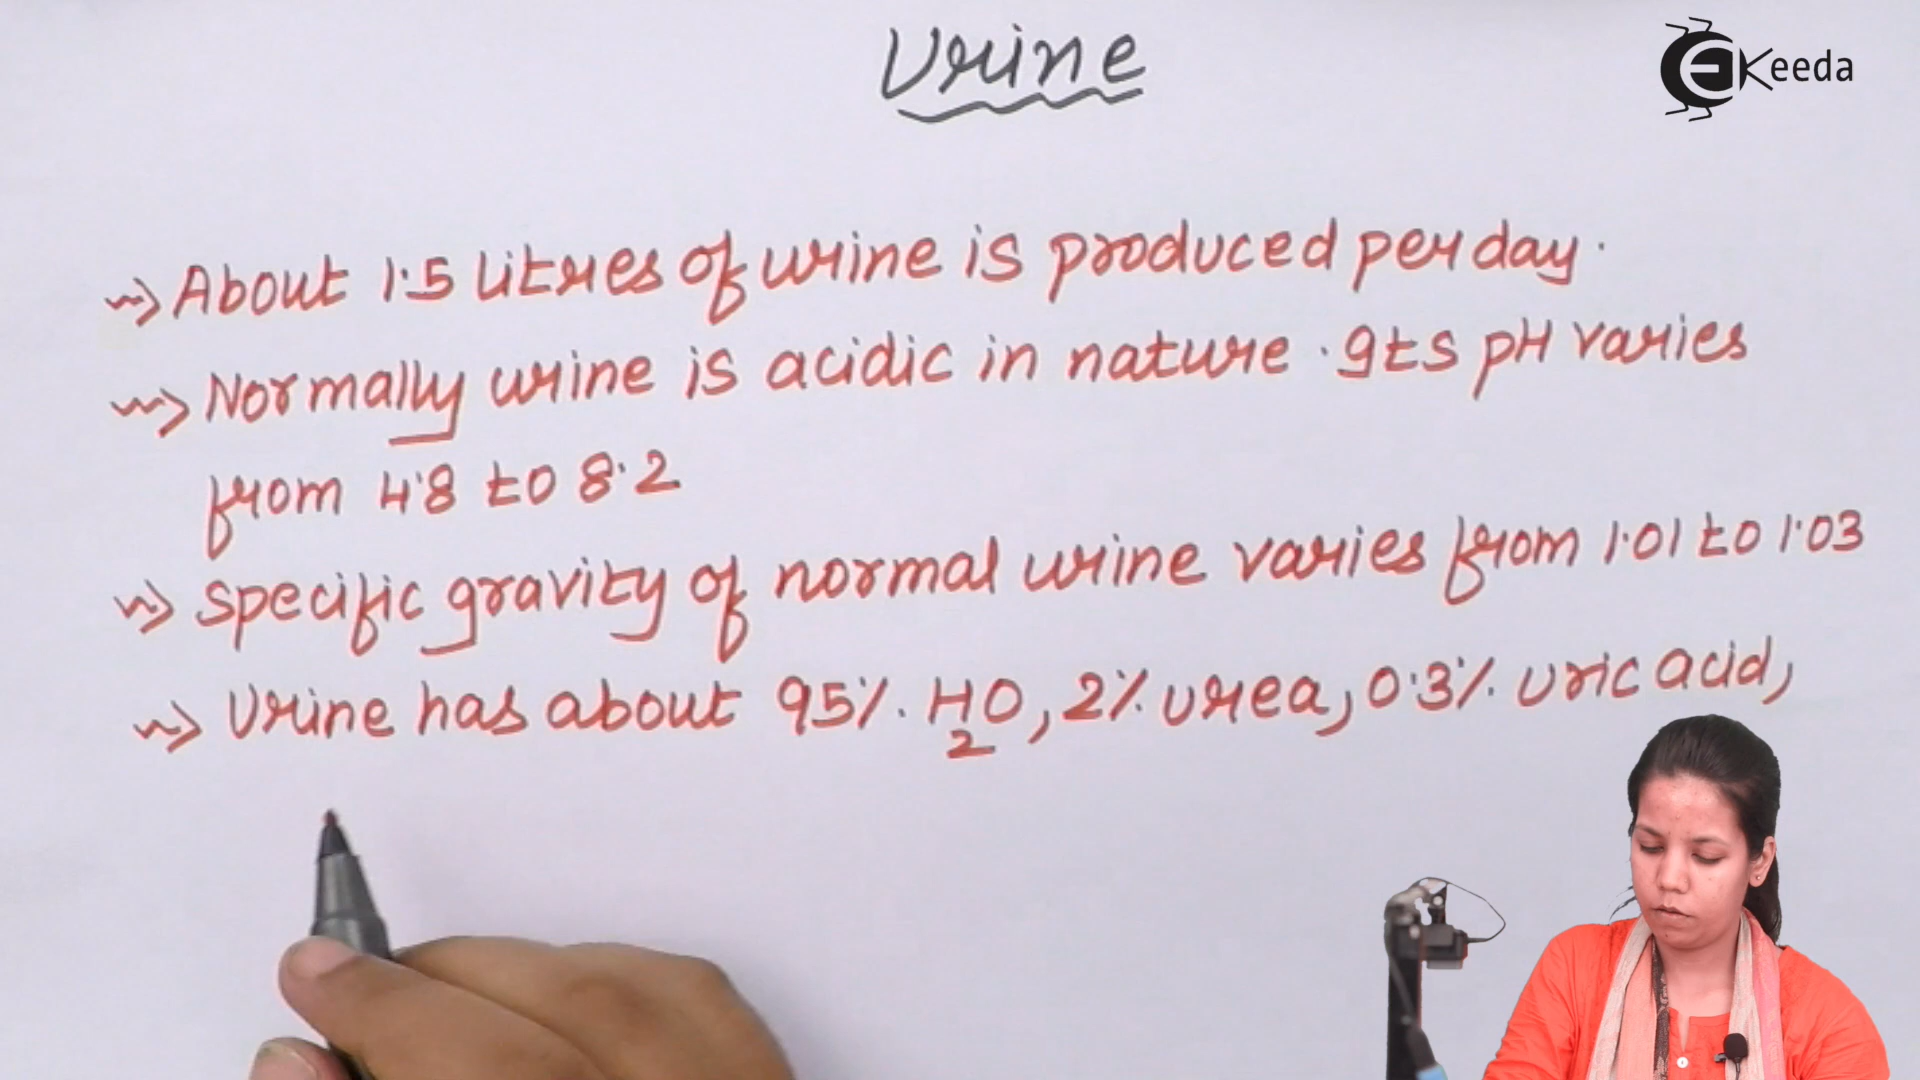 Urine
EKeeda
About 1.5 litres of urine is produced per day.
Normally urine is acidic in nature. Its pH varies
from 4.8 to 8.2
specific gravity of normal urine varies from 1.01 to 1.03
Urine has about 95%. H2O, 2% urea, 0.3%. uric acid,